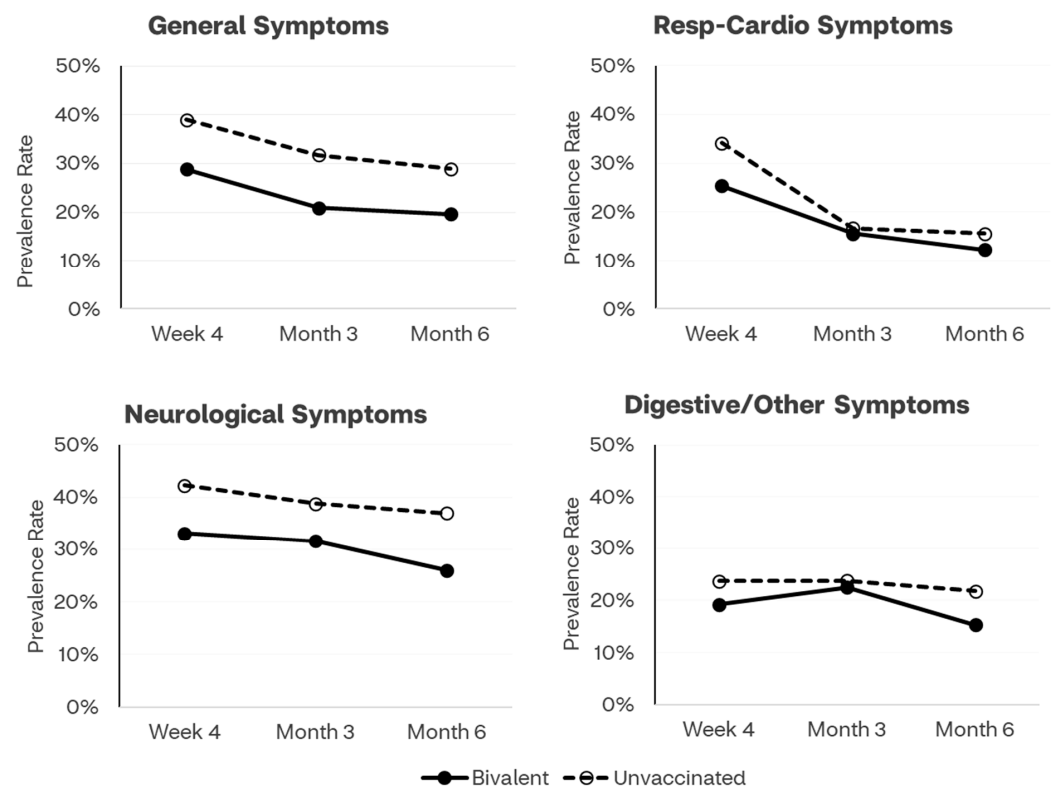 General Symptoms
Prevalence Rate
50%
40%
30%
20%
10%
0%
Week 4 Month 3 Month 6
Resp-Cardio Symptoms
Prevalence Rate
50%
40%
30%
20%
10%
0%
Week 4 Month 3 Month 6
Neurological Symptoms
Prevalence Rate
50%
40%
30%
20%
10%
0%
Week 4 Month 3 Month 6
Digestive/Other Symptoms
Prevalence Rate
50%
40%
30%
20%
10%
0%
Week 4 Month 3 Month 6
Bivalent Unvaccinated